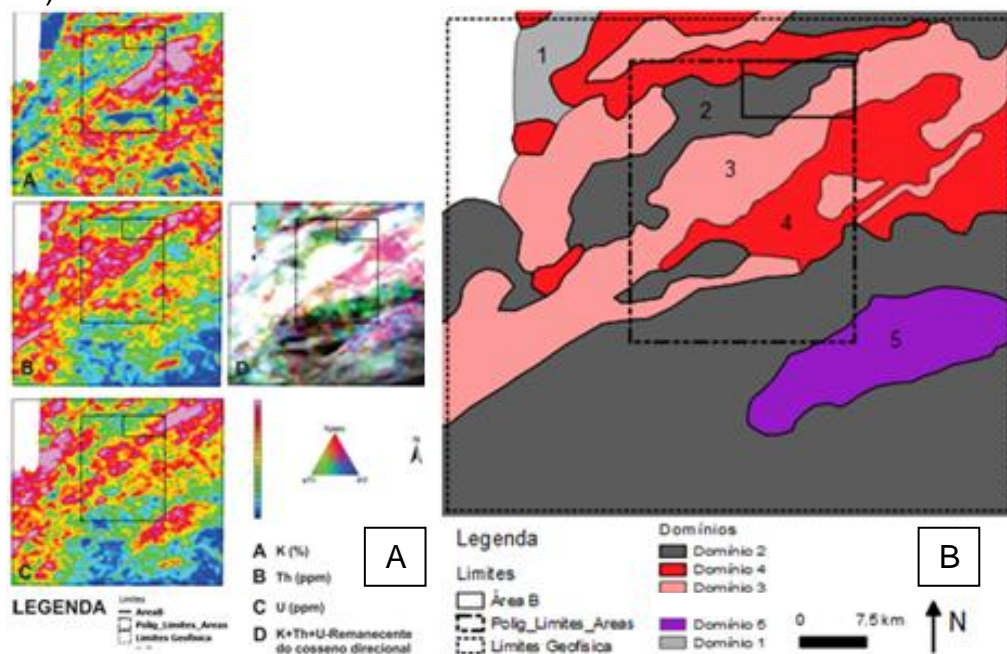 )
A
B
D
C
N
A K (%)
B Th (ppm)
C U (ppm)
D K+Th+U-Remanecente
do cosseno direcional
LEGENDA
Limites
AreaB
Polig_Limites_Areas
Limites Geofisica
A
1
2
3
4
5
Legenda
Limites
Área B
Polig_Limites_Areas
Limites Geofisica
Domínios
Domínio 2
Domínio 4
Domínio 3
Domínio 5
Domínio 1
B
0 7.5 km
N